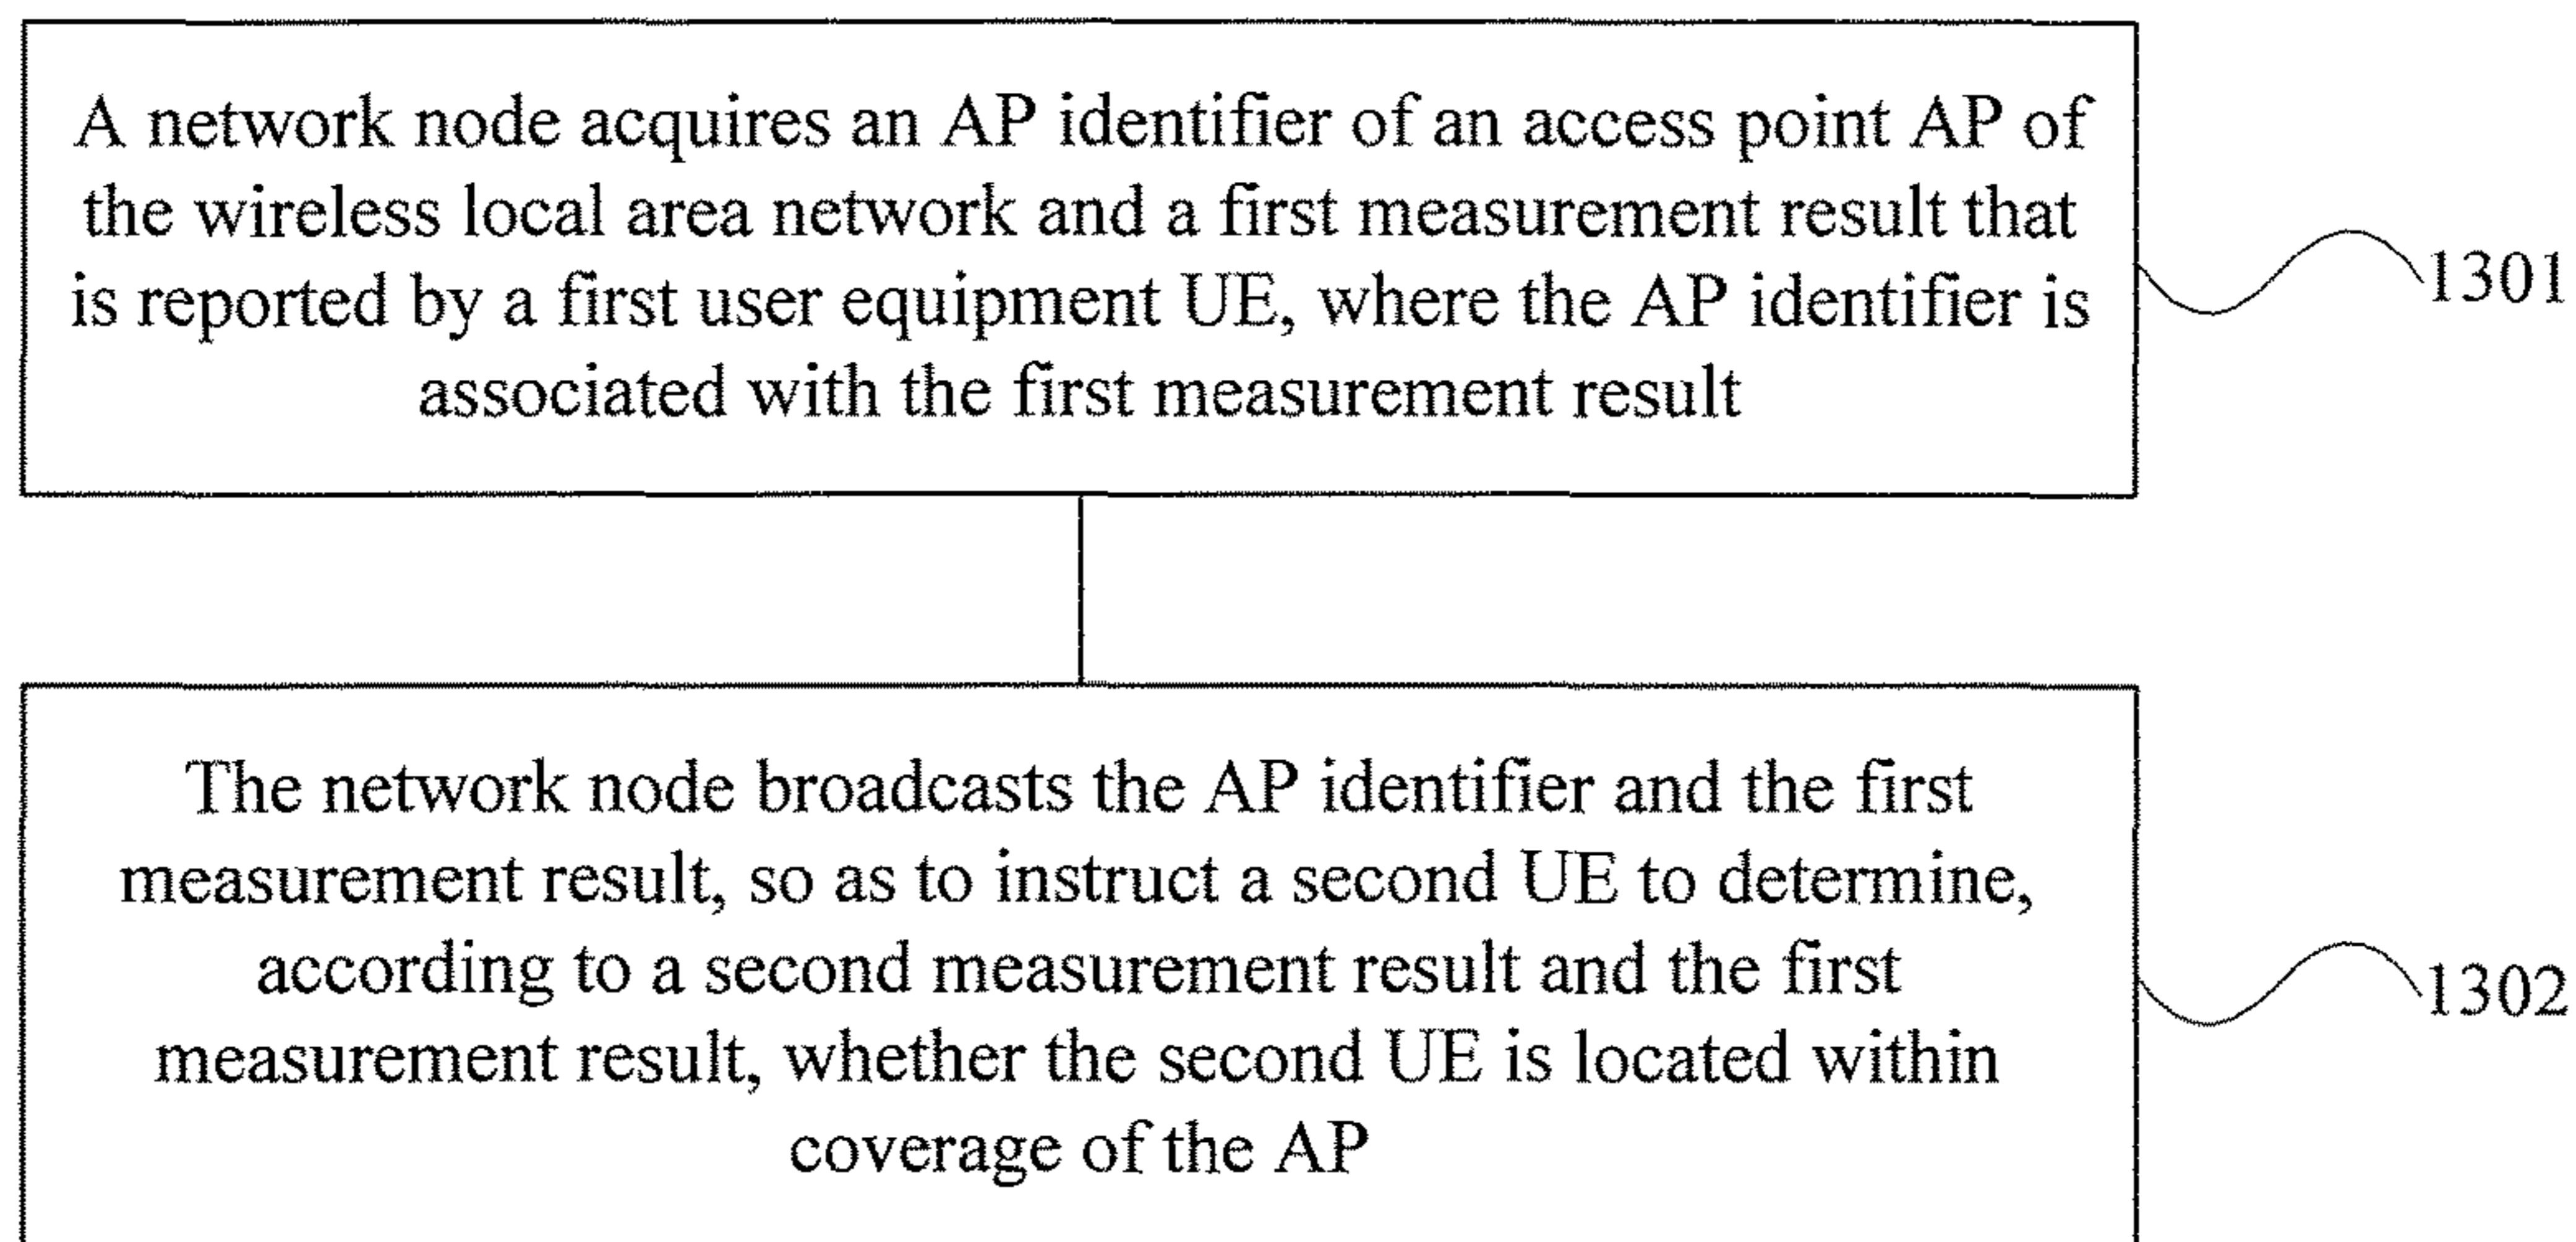 A network node acquires an AP identifier of an access point AP of
the wireless local area network and a first measurement result that
is reported by a first user equipment UE, where the AP identifier is
associated with the first measurement result
1301
The network node broadcasts the AP identifier and the first
measurement result, so as to instruct a second UE to determine,
according to a second measurement result and the first
measurement result, whether the second UE is located within
coverage of the AP
1302